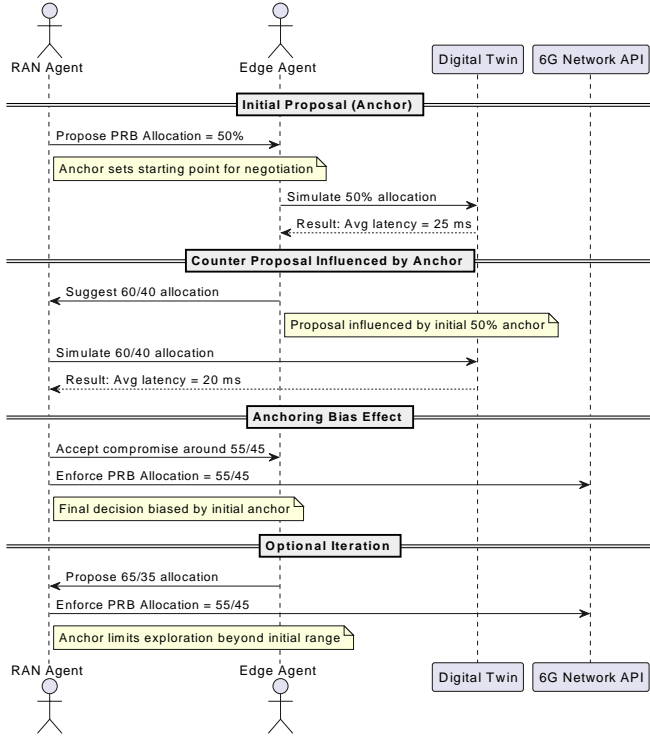 RAN Agent
Edge Agent
Digital Twin
6G Network API
Initial Proposal (Anchor)
Propose PRB Allocation = 50%
Anchor sets starting point for negotiation
Simulate 50% allocation
Result: Avg latency = 25 ms
Counter Proposal Influenced by Anchor
Suggest 60/40 allocation
Proposal influenced by initial 50% anchor
Simulate 60/40 allocation
Result: Avg latency = 20 ms
Anchoring Bias Effect
Accept compromise around 55/45
Enforce PRB Allocation = 55/45
Final decision biased by initial anchor
Optional Iteration
Propose 65/35 allocation
Enforce PRB Allocation = 55/45
Anchor limits exploration beyond initial range
RAN Agent
Edge Agent
Digital Twin
6G Network API